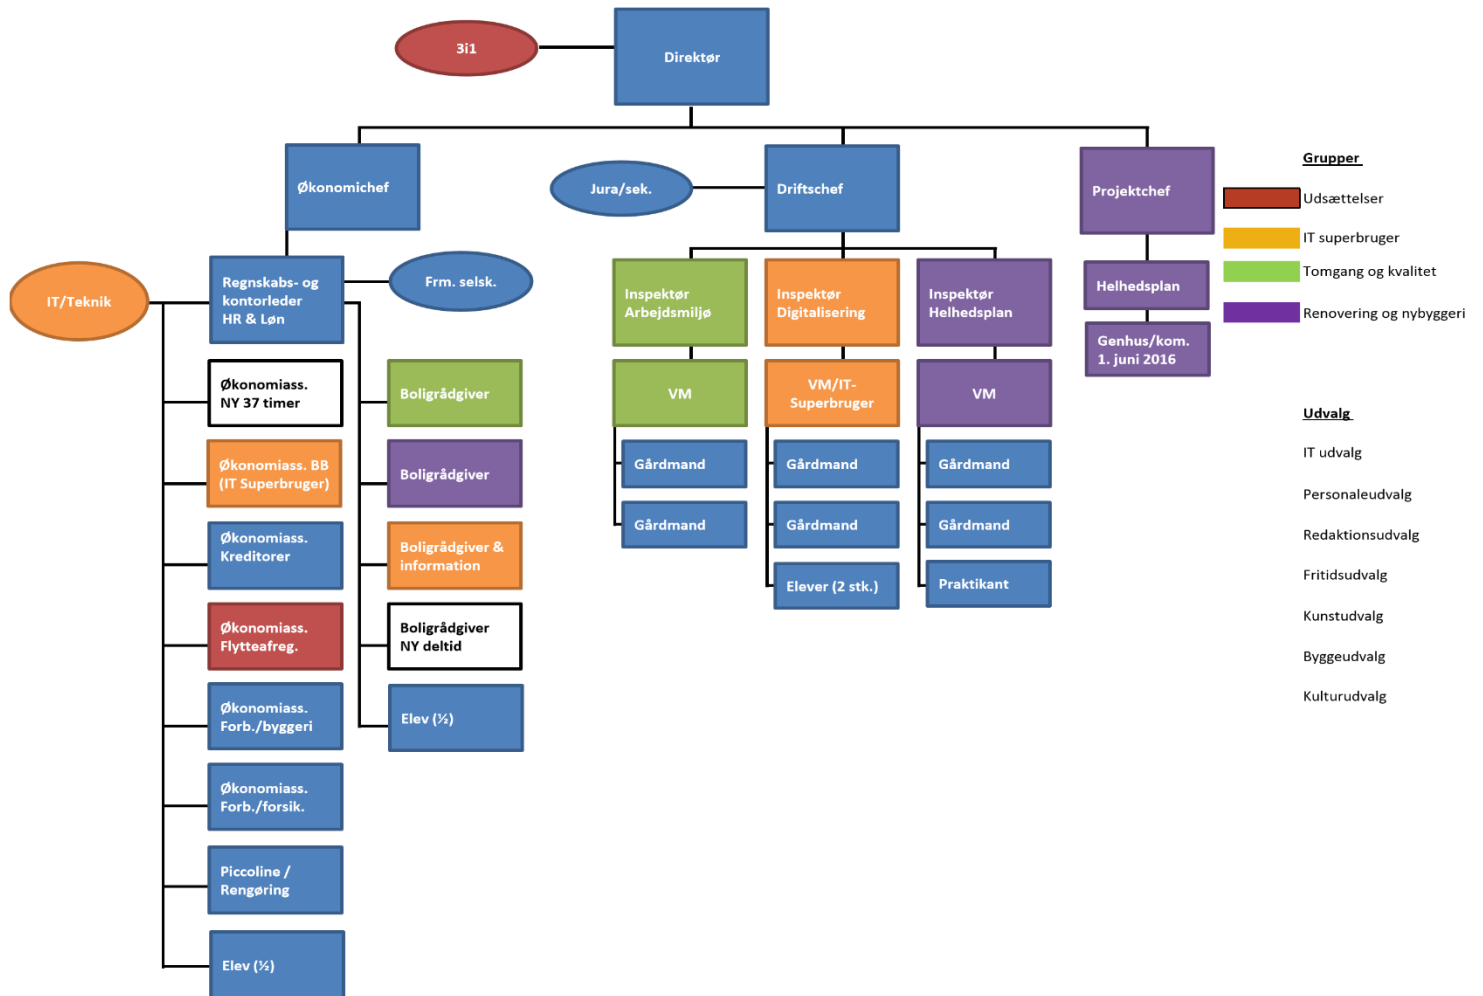 3i1
Direktør
Økonomichef
Jura/sek.
Driftschef
Projektchef
IT/Teknik
Regnskabs- og
kontorleder
HR & Løn
Frm. selsk.
Økonomiass.
NY 37 timer
Økonomiass. BB
(IT Superbruger)
Økonomiass.
Kreditorer
Økonomiass.
Flytteafreg.
Økonomiass.
Forb./byggeri
Økonomiass.
Forb./forsik.
Piccoline /
Rengøring
Elev (½)
Boligrådgiver
Boligrådgiver
Boligrådgiver &
information
Boligrådgiver
NY deltid
Elev (½)
Inspektør
Arbejdsmiljø
VM
Gårdmand
Gårdmand
Inspektør
Digitalisering
VM/IT-
Superbruger
Gårdmand
Gårdmand
Elever (2 stk.)
Inspektør
Helhedsplan
VM
Gårdmand
Gårdmand
Praktikant
Helhedsplan
Genhus/kom.
1. juni 2016
Grupper
Udsættelser
IT superbruger
Tomgang og kvalitet
Renovering og nybyggeri
Udvalg
IT udvalg
Personaleudvalg
Redaktionsudvalg
Fritidsudvalg
Kunstudvalg
Byggeudvalg
Kulturudvalg